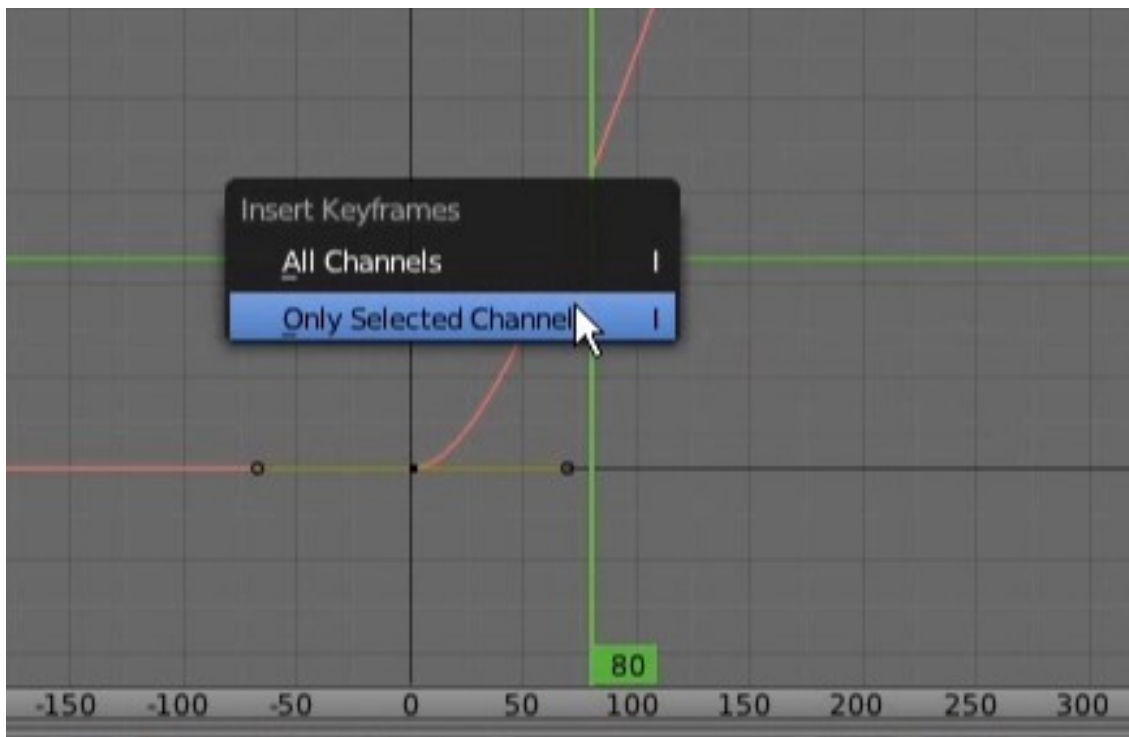 Insert Keyframes
All Channels I
Only Selected Channel I
80
-150 -100 -50 0 50 100 150 200 250 300